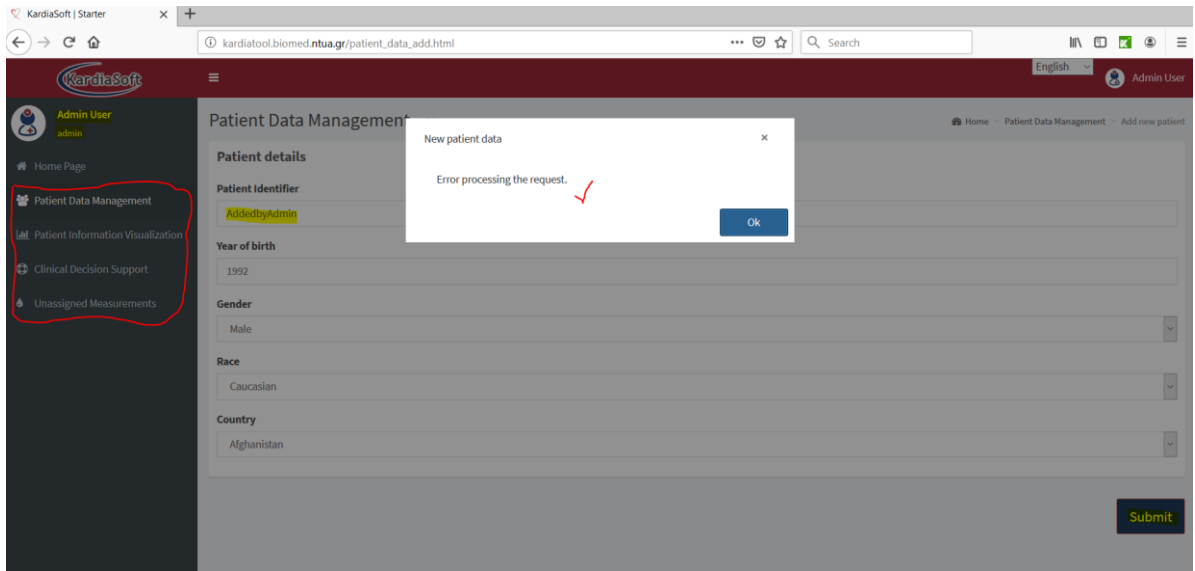 KardiaSoft | Starter
kardiatool.biomed.ntua.gr/patient_data_add.html
Search
KardiaSoft
English
Admin User
Admin User
admin
Patient Data Management
Home
Patient Data Management
Add new patient
Home Page
Patient Data Management
Patient Information Visualization
Clinical Decision Support
Unassigned Measurements
New patient data
Error processing the request.
Ok
Patient details
Patient Identifier
AddedbyAdmin
Year of birth
1992
Gender
Male
Race
Caucasian
Country
Afghanistan
Submit